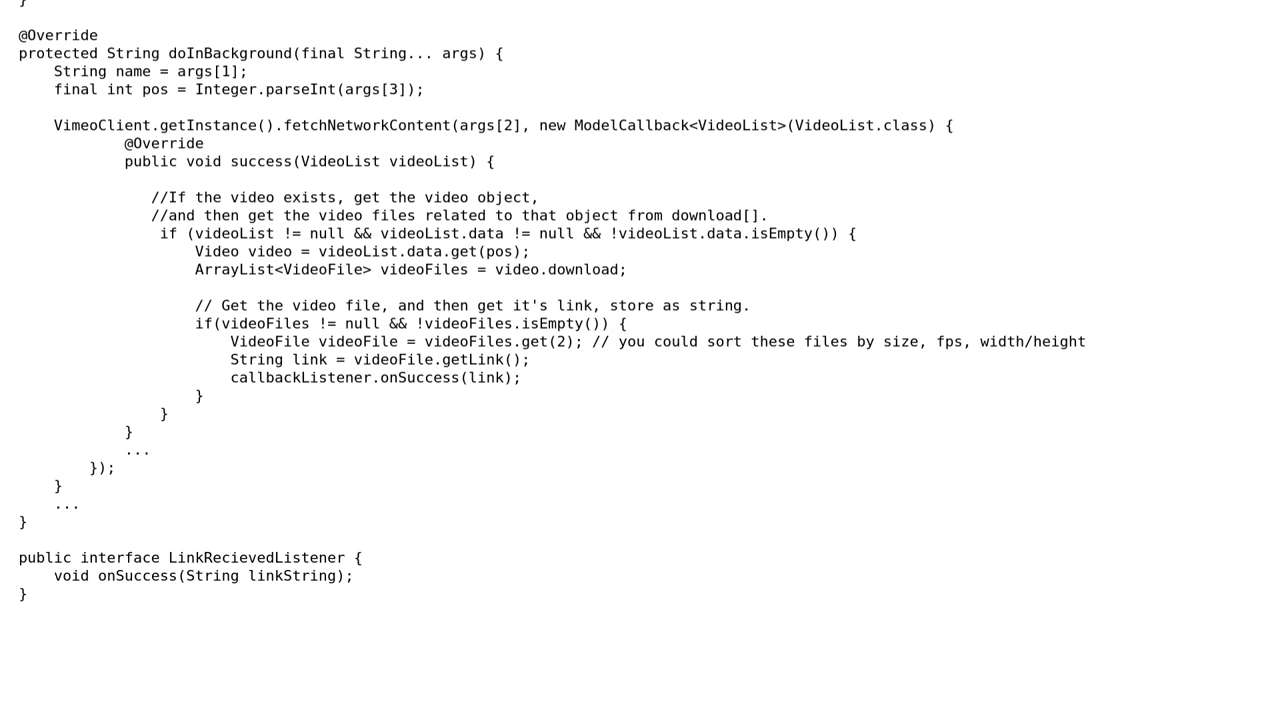 }

@Override
protected String doInBackground(final String... args) {
    String name = args[1];
    final int pos = Integer.parseInt(args[3]);

    VimeoClient.getInstance().fetchNetworkContent(args[2], new ModelCallback<VideoList>(VideoList.class) {
            @Override
            public void success(VideoList videoList) {

               //If the video exists, get the video object,
               //and then get the video files related to that object from download[].
                if (videoList != null && videoList.data != null && !videoList.data.isEmpty()) {
                    Video video = videoList.data.get(pos);
                    ArrayList<VideoFile> videoFiles = video.download;

                    // Get the video file, and then get it's link, store as string.
                    if(videoFiles != null && !videoFiles.isEmpty()) {
                        VideoFile videoFile = videoFiles.get(2); // you could sort these files by size, fps, width/height
                        String link = videoFile.getLink();
                        callbackListener.onSuccess(link);
                    }
                }
            }
            ...
        });
    }
    ...
}

public interface LinkRecievedListener {
    void onSuccess(String linkString);
}